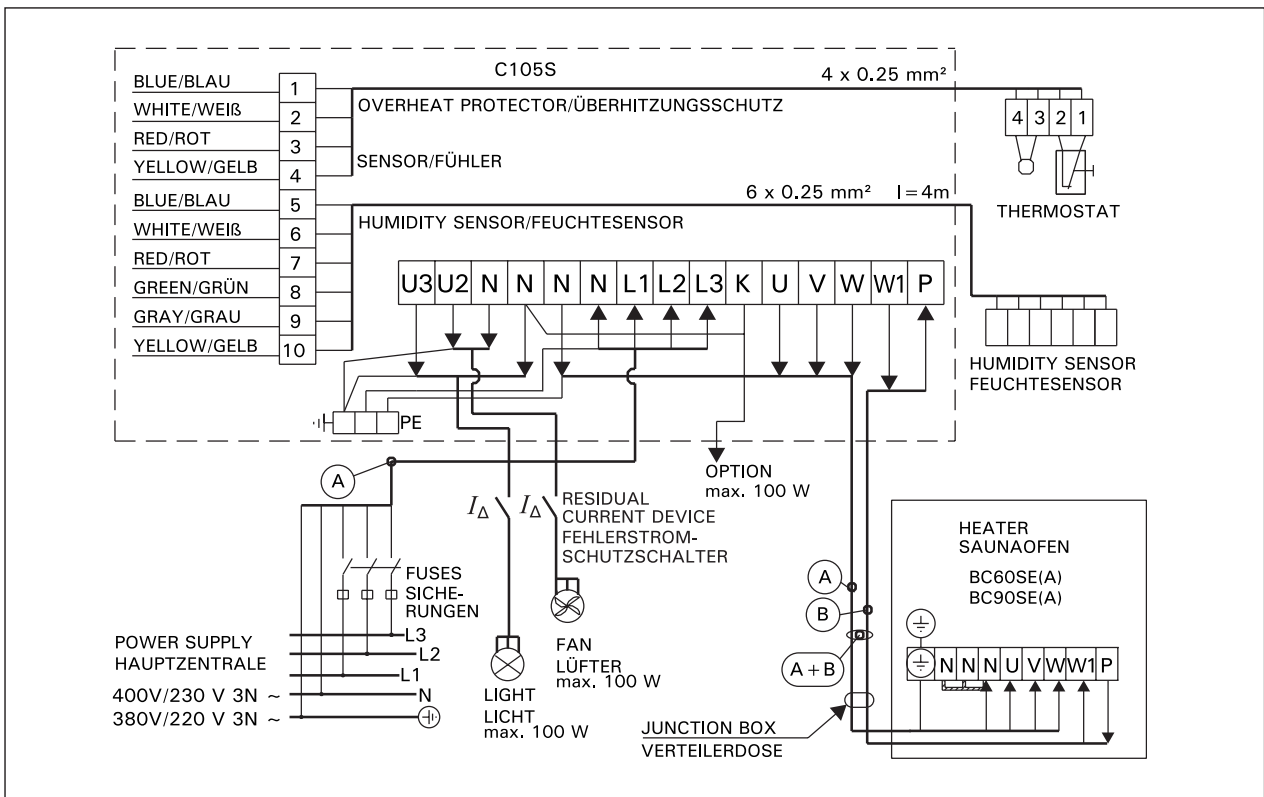 C105S
4 x 0.25 mm²
BLUE/BLAU 1
WHITE/WEIß 2
RED/ROT 3
YELLOW/GELB 4
BLUE/BLAU 5
WHITE/WEIß 6
RED/ROT 7
GREEN/GRÜN 8
GRAY/GRAU 9
YELLOW/GELB 10
OVERHEAT PROTECTOR/ÜBERHITZUNGSSCHUTZ
SENSOR/FÜHLER
4 3 2 1
THERMOSTAT
6 x 0.25 mm² l=4m
HUMIDITY SENSOR/FEUCHTESENSOR
U3 U2 N N N N L1 L2 L3 K U V W W1 P
HUMIDITY SENSOR
FEUCHTESENSOR
PE
A
OPTION
max. 100 W
IΔ
IΔ
RESIDUAL
CURRENT DEVICE
FEHLERSTROM-
SCHUTZSCHALTER
FUSES
SICHE-
RUNGEN
POWER SUPPLY
HAUPTZENTRALE
400V/230 V 3N ~
380V/220 V 3N ~
L3
L2
L1
N
LIGHT
LICHT
max. 100 W
FAN
LÜFTER
max. 100 W
A
B
A+B
JUNCTION BOX
VERTEILERDOSE
HEATER
SAUNAOFEN
BC60SE(A)
BC90SE(A)
N N N U V W W1 P